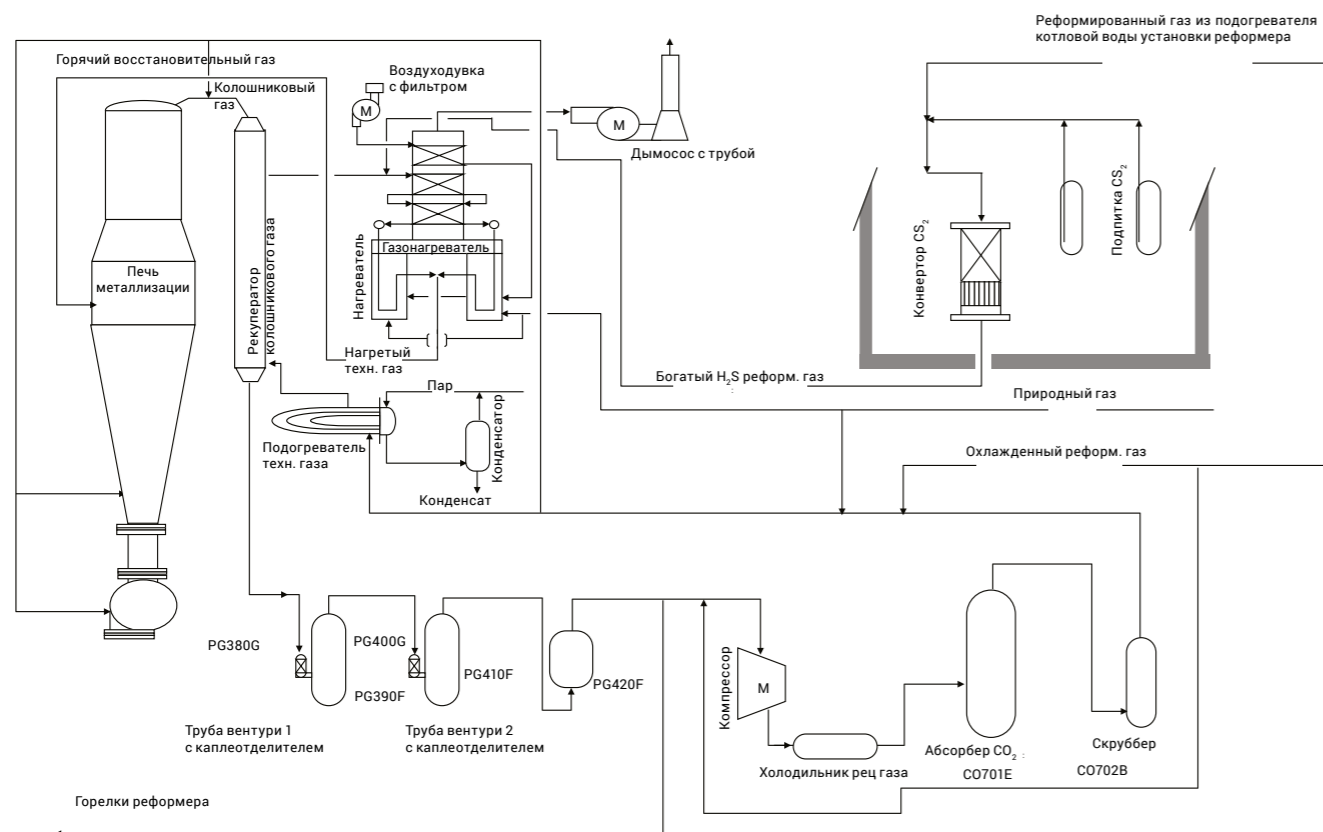 Реформированный газ из подогревателя
котловой воды установки реформера
Горячий восстановительный газ
Колошниковый
газ
Воздуходувка
с фильтром
M
M
Дымосос с трубой
Подпитка CS₂
Конвертор CS₂
Печь
металлизации
Рекуператор
колошникового газа
Нагреватель
Газонагреватель
Нагретый
техн. газ
Богатый H₂S реформ. газ
:
Природный газ
Пар
Подогреватель
техн. газа
Конденсатор
Конденсат
Охлажденный реформ. газ
PG380G
PG390F
PG400G
PG410F
PG420F
Труба вентури 1
с каплеотделителем
Труба вентури 2
с каплеотделителем
Компрессор
M
Холодильник рец газа
Абсорбер CO₂ :
CO701E
Скруббер
CO702B
Горелки реформера